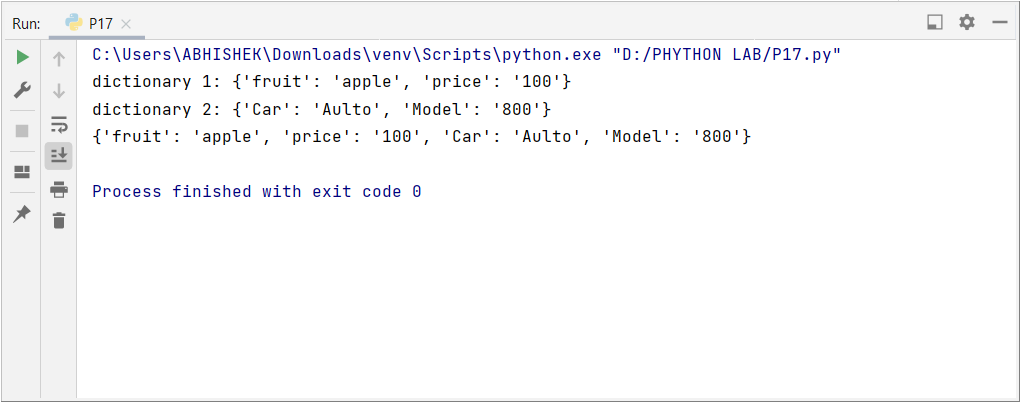 Run: P17
C:\Users\ABHISHEK\Downloads\venv\Scripts\python.exe "D:/PHYTHON LAB/P17.py"
dictionary 1: {'fruit': 'apple', 'price': '100'}
dictionary 2: {'Car': 'Aulto', 'Model': '800'}
{'fruit': 'apple', 'price': '100', 'Car': 'Aulto', 'Model': '800'}
Process finished with exit code 0